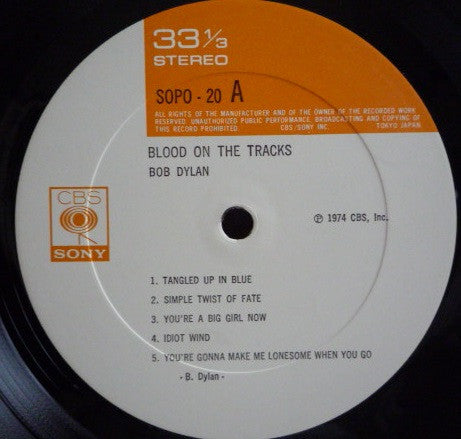 33 1/3
STEREO
SOPO - 20 A
ALL RIGHTS OF THE MANUFACTURER AND OF THE OWNER OF THE RECORDED WORK
RESERVED. UNAUTHORIZED PUBLIC PERFORMANCE, BROADCASTING AND COPYING OF
THIS RECORD PROHIBITED. CBS/SONY INC. TOKYO JAPAN
BLOOD ON THE TRACKS
BOB DYLAN
CBS
SONY
℗ 1974 CBS, Inc.
1. TANGLED UP IN BLUE
2. SIMPLE TWIST OF FATE
3. YOU'RE A BIG GIRL NOW
4. IDIOT WIND
5. YOU'RE GONNA MAKE ME LONESOME WHEN YOU GO
- B. Dylan -